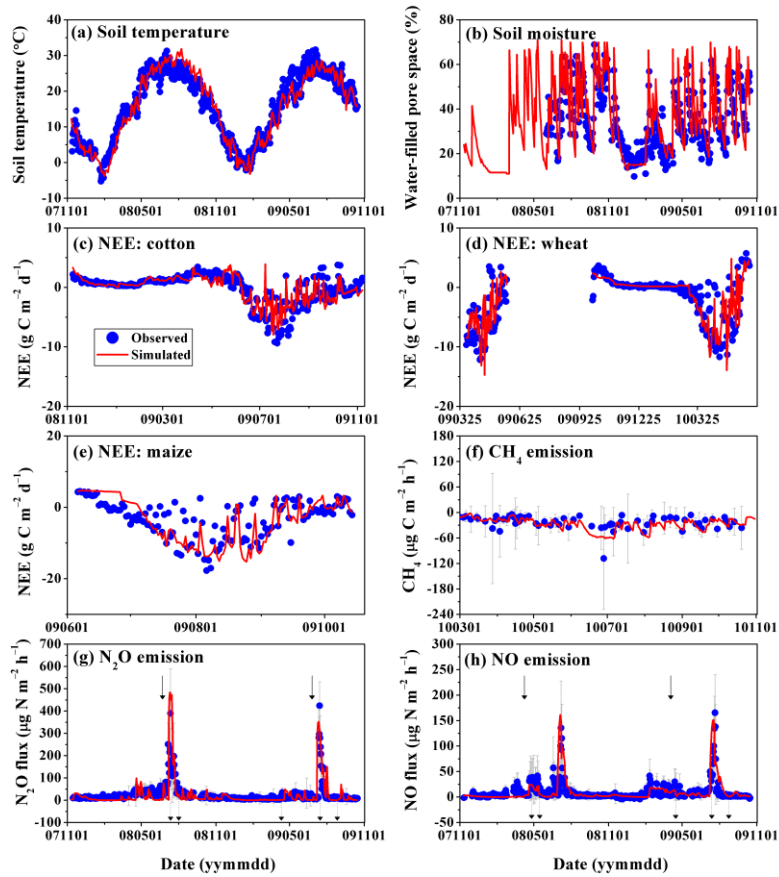 (a) Soil temperature
Soil temperature (°C)
40
30
20
10
0
-10
071101 080501 081101 090501 091101
(b) Soil moisture
Water-filled pore space (%)
80
60
40
20
0
071101 080501 081101 090501 091101
(c) NEE: cotton
NEE (g C m⁻² d⁻¹)
10
0
-10
-20
Observed
Simulated
081101 090301 090701 091101
(d) NEE: wheat
NEE (g C m⁻² d⁻¹)
10
0
-10
-20
090325 090625 090925 091225 100325
(e) NEE: maize
NEE (g C m⁻² d⁻¹)
20
0
-20
090601 090801 091001
(f) CH₄ emission
CH₄ (µg C m⁻² h⁻¹)
180
120
60
0
-60
-120
-180
-240
100301 100501 100701 100901 101101
(g) N₂O emission
N₂O flux (µg N m⁻² h⁻¹)
700
600
500
400
300
200
100
0
-100
071101 080501 081101 090501 091101
Date (yymmdd)
(h) NO emission
NO flux (µg N m⁻² h⁻¹)
300
250
200
150
100
50
0
-50
071101 080501 081101 090501 091101
Date (yymmdd)